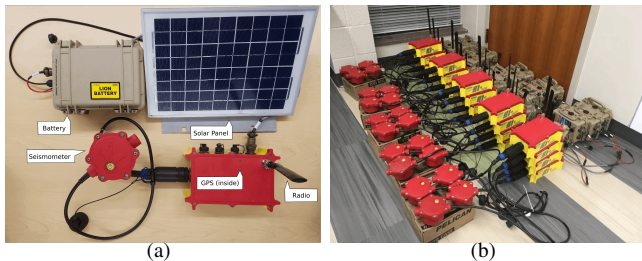 LION
BATTERY
Battery
Solar Panel
Seismometer
GPS (inside)
Radio
PELICAN
(a)
(b)